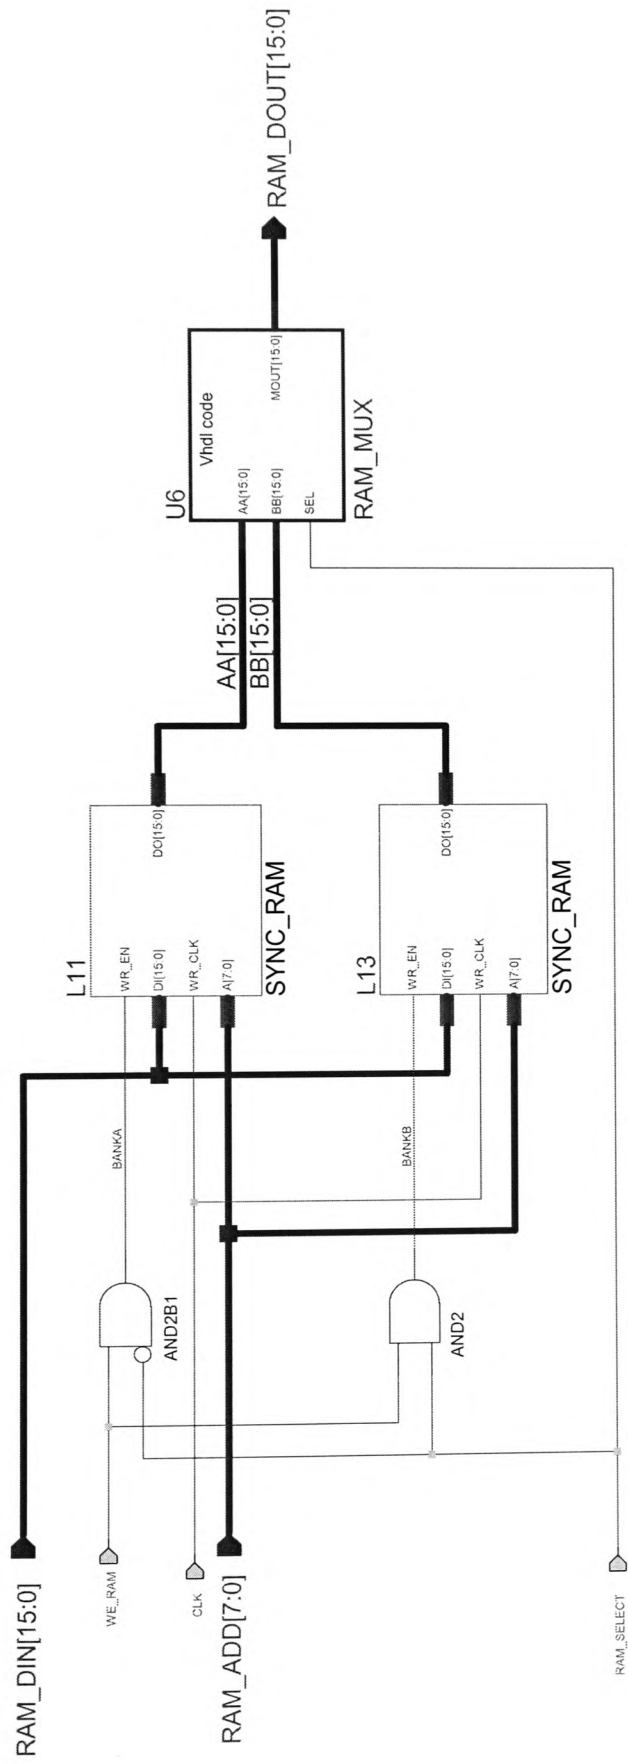 RAM_DIN[15:0]
WE_RAM
CLK
RAM_ADD[7:0]
RAM_SELECT
AND2B1
AND2
BANKA
BANKB
L11
WR_EN
DI[15:0]
WR_CLK
A[7:0]
DO[15:0]
SYNC_RAM
L13
WR_EN
DI[15:0]
WR_CLK
A[7:0]
DO[15:0]
SYNC_RAM
AA[15:0]
BB[15:0]
U6
Vhdl code
AA[15:0]
BB[15:0]
SEL
MOUT[15:0]
RAM_MUX
RAM_DOUT[15:0]